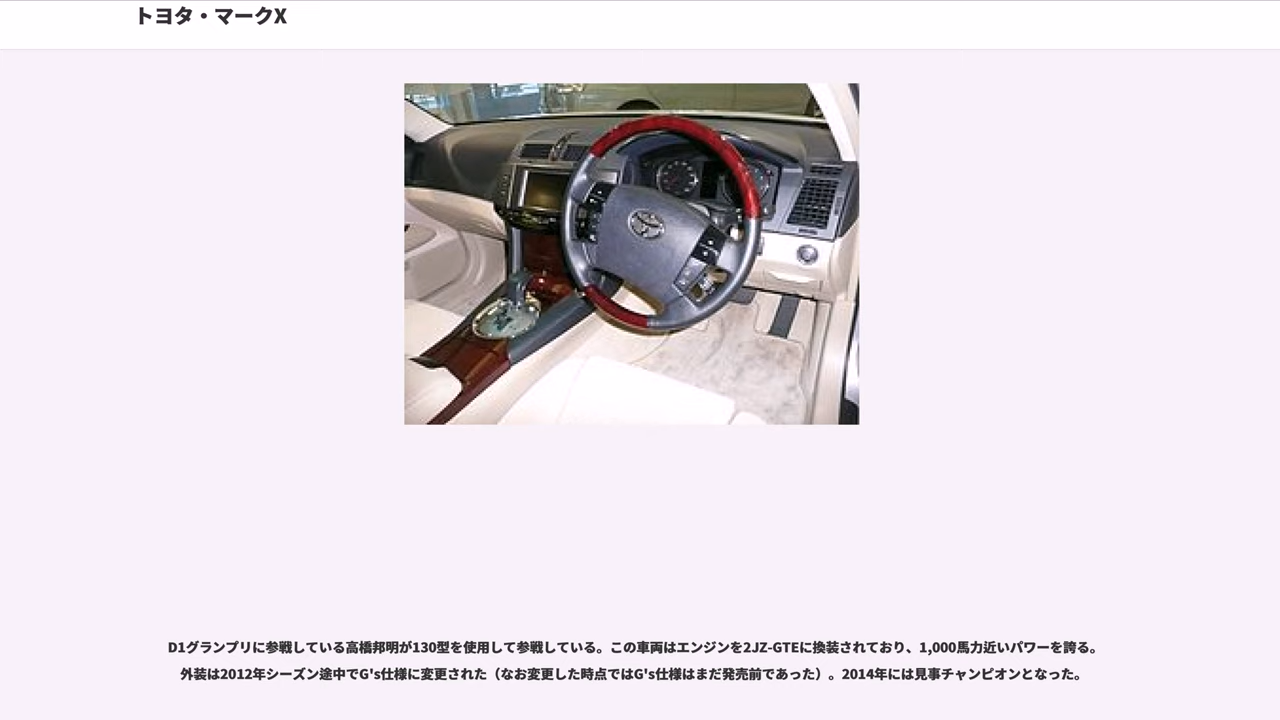 トヨタ・マークX
D1グランプリに参戦している高橋邦明が130型を使用して参戦している。この車両はエンジンを2JZ-GTEに換装されており、1,000馬力近いパワーを誇る。
外装は2012年シーズン途中でG's仕様に変更された（なお変更した時点ではG's仕様はまだ発売前であった）。2014年には見事チャンピオンとなった。